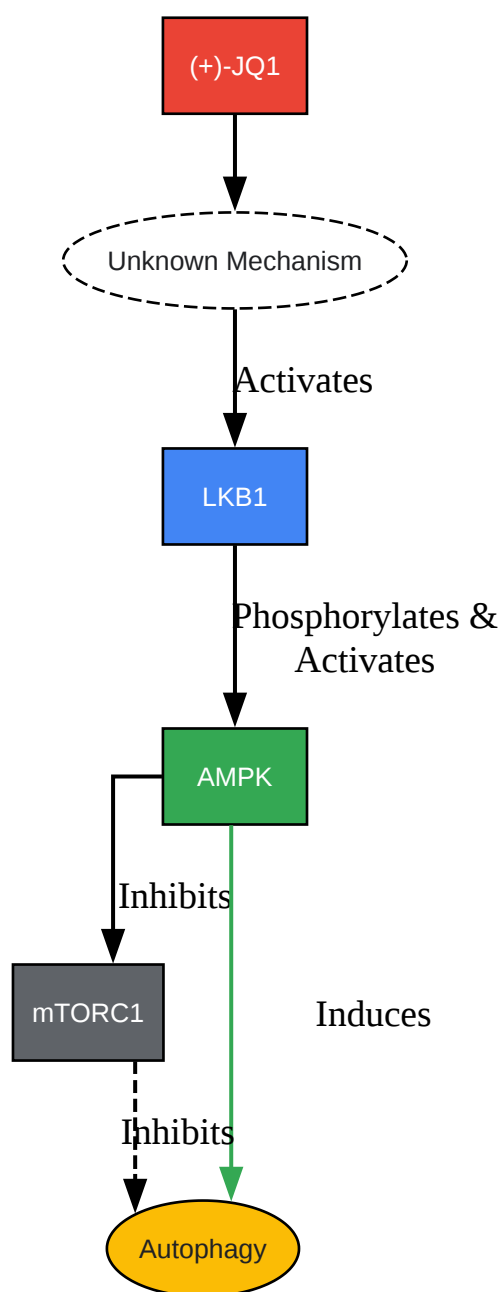 (+)-JQ1
Unknown Mechanism
Activates
LKB1
Phosphorylates &
Activates
AMPK
Inhibits
mTORC1
Induces
Inhibits
Autophagy